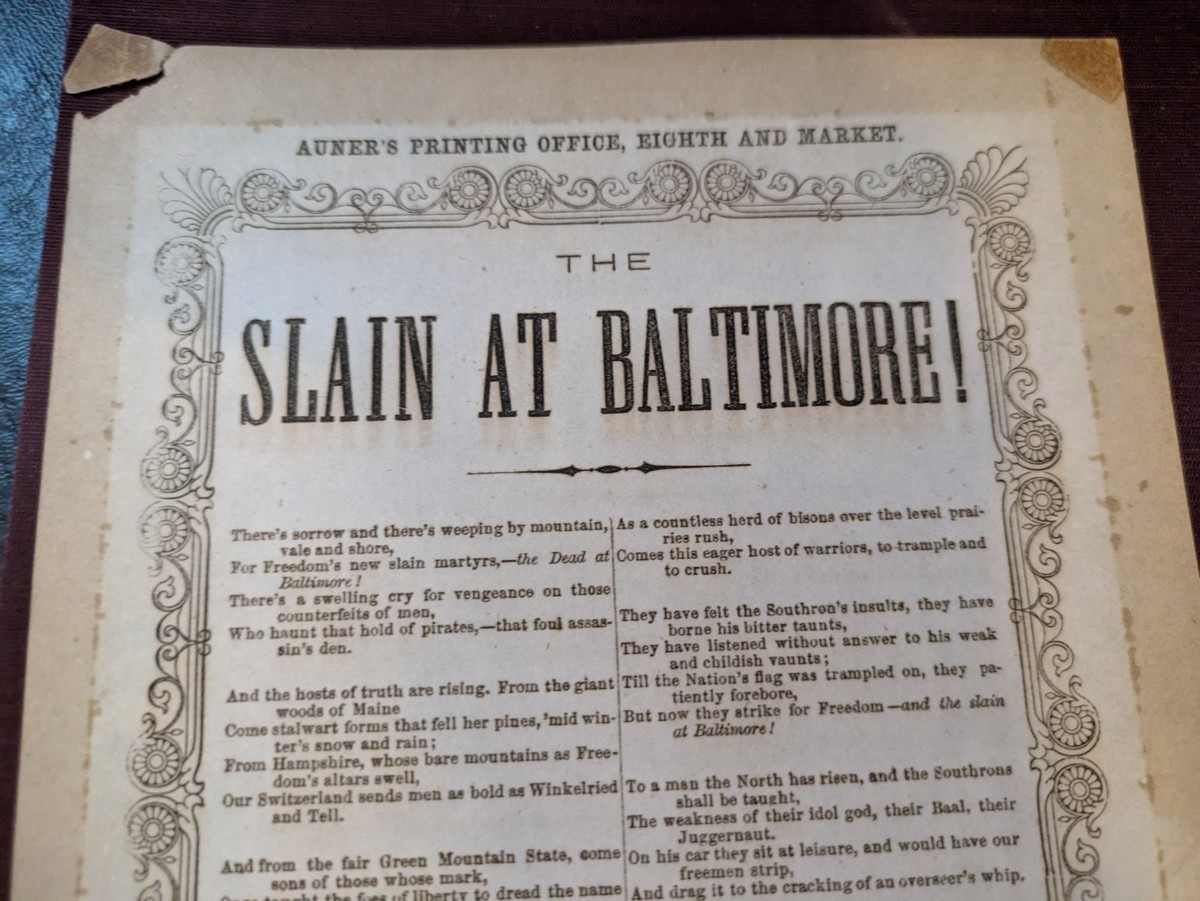 AUNER'S PRINTING OFFICE, EIGHTH AND MARKET.
THE
SLAIN AT BALTIMORE!
There's sorrow and there's weeping by mountain,
vale and shore,
For Freedom's new slain martyrs,—the Dead at
Baltimore!
There's a swelling cry for vengeance on those
counterfeits of men,
Who haunt that hold of pirates,—that foul assas-
sin's den.
And the hosts of truth are rising. From the giant
woods of Maine
Come stalwart forms that fell her pines, 'mid win-
ter's snow and rain;
From Hampshire, whose bare mountains as Free-
dom's altars swell,
Our Switzerland sends men as bold as Winkelried
and Tell.
And from the fair Green Mountain State, come
sons of those whose mark,
Once taught the foes of liberty to dread the name
As a countless herd of bisons over the level prai-
ries rush,
Comes this eager host of warriors, to trample and
to crush.
They have felt the Southron's insults, they have
borne his bitter taunts,
They have listened without answer to his weak
and childish vaunts;
Till the Nation's flag was trampled on, they pa-
tiently forebore,
But now they strike for Freedom—and the slain
at Baltimore!
To a man the North has risen, and the Southrons
shall be taught,
The weakness of their idol god, their Baal, their
Juggernaut.
On his car they sit at leisure, and would have our
freemen strip,
And drag it to the cracking of an overseer's whip.